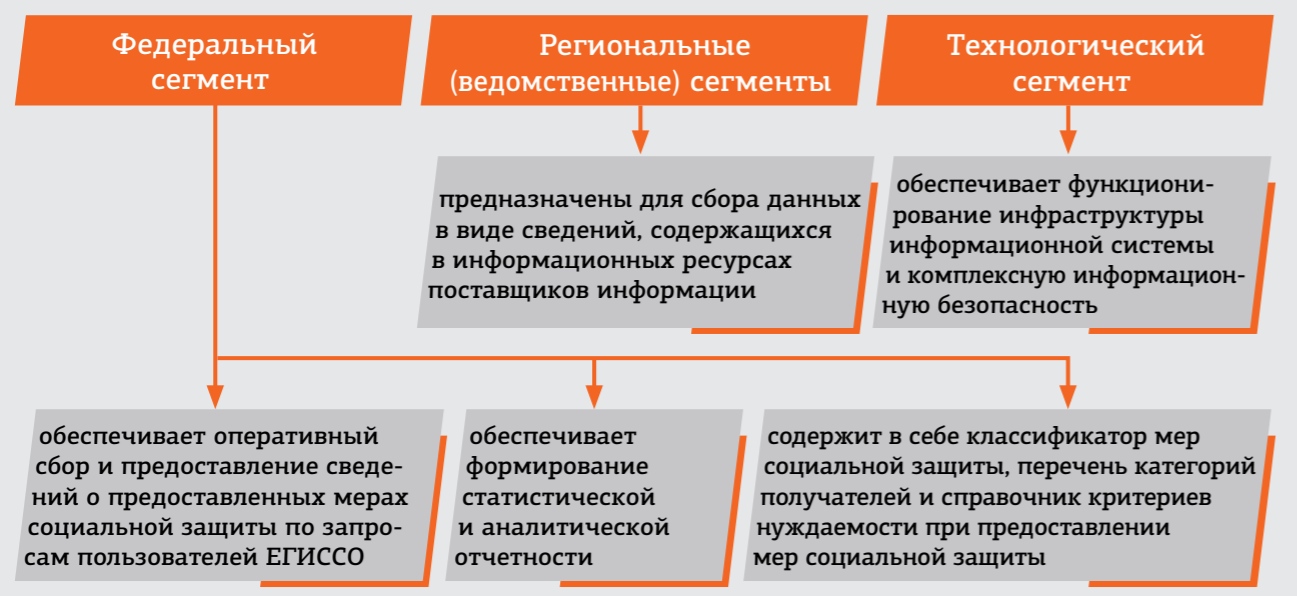 Федеральный
сегмент
Региональные
(ведомственные) сегменты
Технологический
сегмент
предназначены для сбора данных
в виде сведений, содержащихся
в информационных ресурсах
поставщиков информации
обеспечивает функциони-
рование инфраструктуры
информационной системы
и комплексную информацион-
ную безопасность
обеспечивает оперативный
сбор и предоставление сведе-
ний о предоставленных мерах
социальной защиты по запро-
сам пользователей ЕГИССО
обеспечивает
формирование
статистической
и аналитической
отчетности
содержит в себе классификатор мер
социальной защиты, перечень категорий
получателей и справочник критериев
нуждаемости при предоставлении
мер социальной защиты